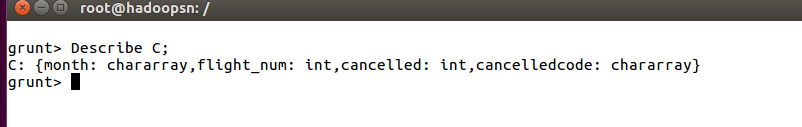 root@hadoopsn: /
grunt> Describe C;
C: {month: chararray,flight_num: int,cancelled: int,cancelledcode: chararray}
grunt>